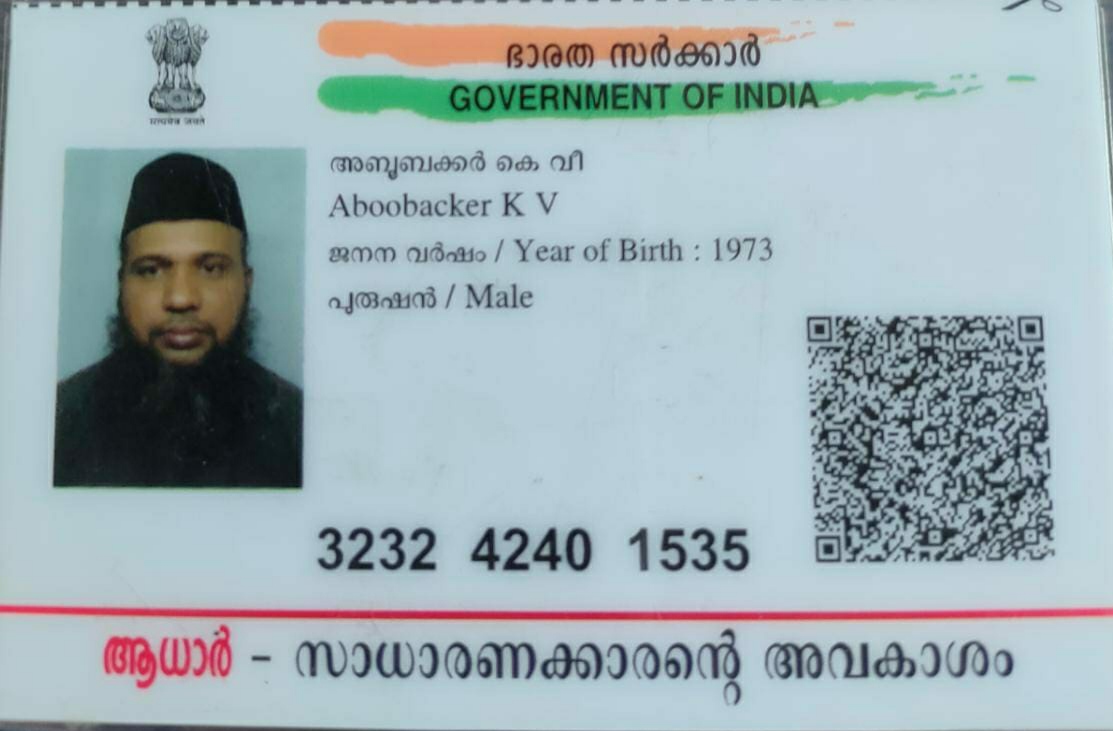 ഭാരത സർക്കാർ
GOVERNMENT OF INDIA
सत्यमेव जयते
അബൂബക്കർ കെ വീ
Aboobacker K V
ജനന വർഷം / Year of Birth : 1973
പുരുഷൻ / Male
3232 4240 1535
ആധാർ – സാധാരണക്കാരന്റെ അവകാശം